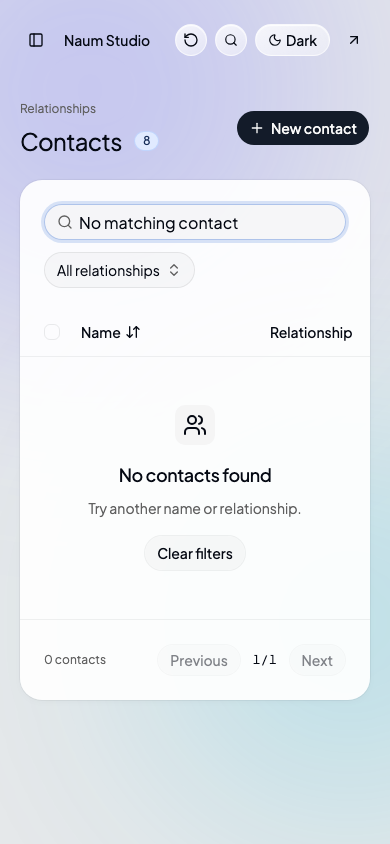 Naum Studio
Dark
Relationships
Contacts 8
New contact
No matching contact
All relationships
Name Relationship
No contacts found
Try another name or relationship.
Clear filters
0 contacts Previous 1/1 Next